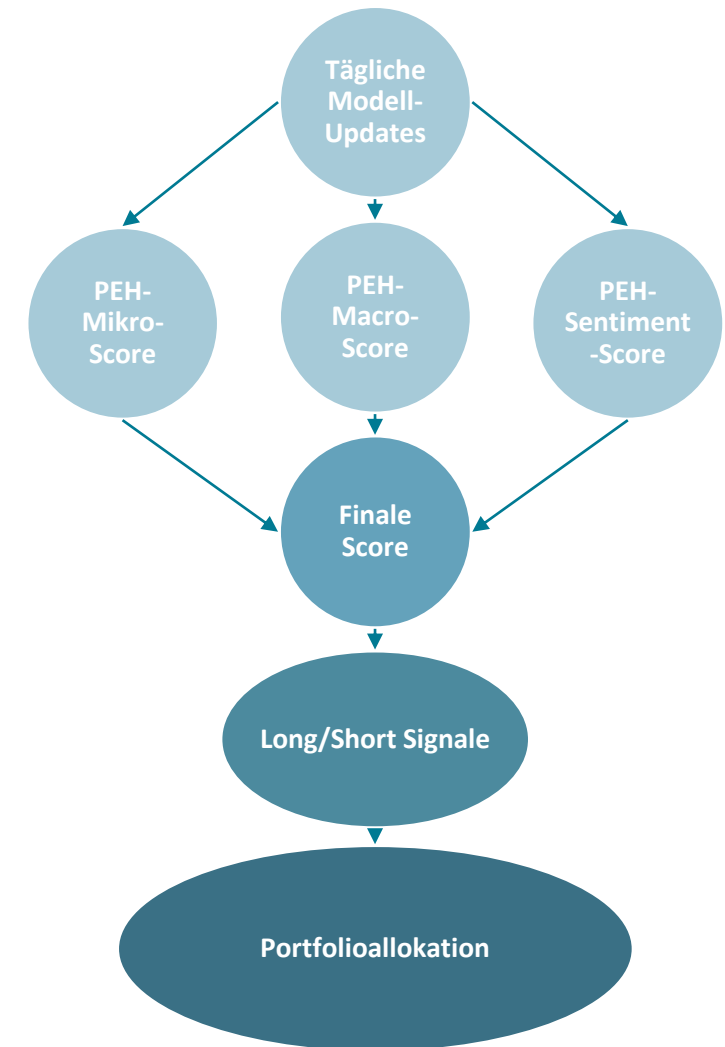 Tägliche
Modell-
Updates
PEH-
Mikro-
Score
PEH-
Macro-
Score
PEH-
Sentiment
-Score
Finale
Score
Long/Short Signale
Portfolioallokation